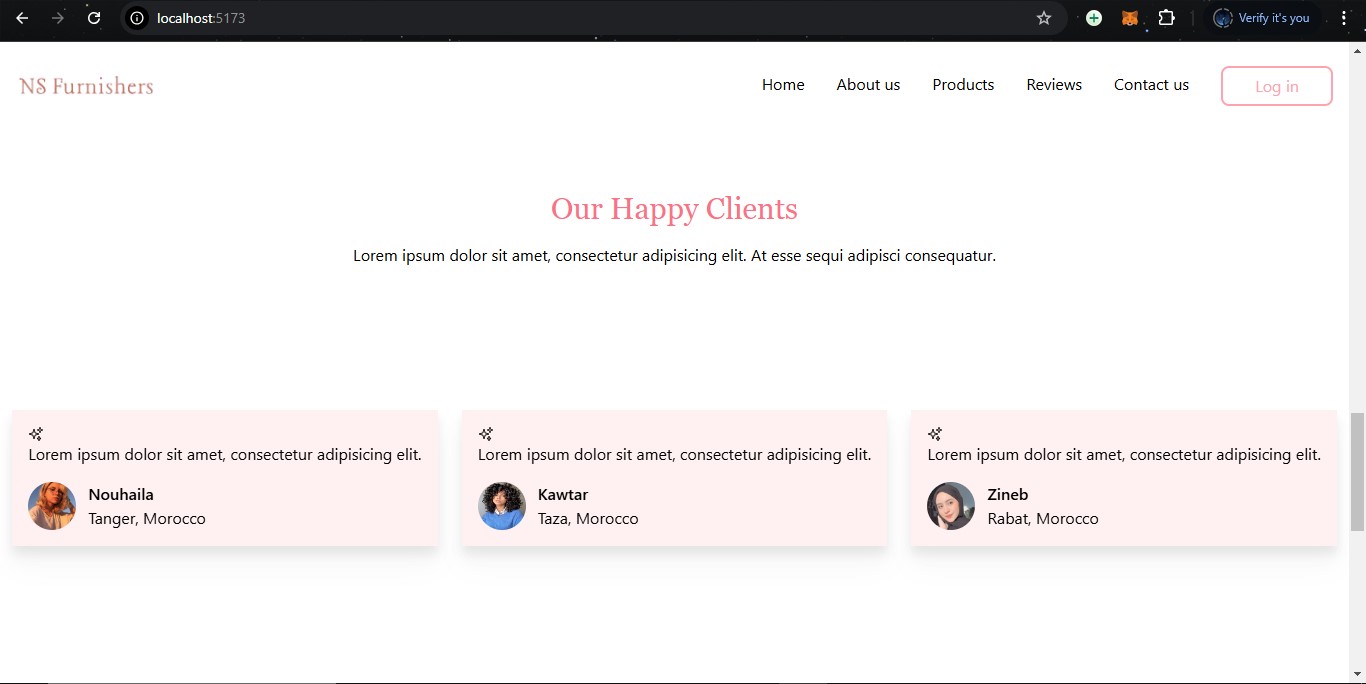 localhost:5173
Verify it's you
NS Furnishers
Home About us Products Reviews Contact us Log in
Our Happy Clients
Lorem ipsum dolor sit amet, consectetur adipisicing elit. At esse sequi adipisci consequatur.
Lorem ipsum dolor sit amet, consectetur adipisicing elit.
Nouhaila
Tanger, Morocco
Lorem ipsum dolor sit amet, consectetur adipisicing elit.
Kawtar
Taza, Morocco
Lorem ipsum dolor sit amet, consectetur adipisicing elit.
Zineb
Rabat, Morocco